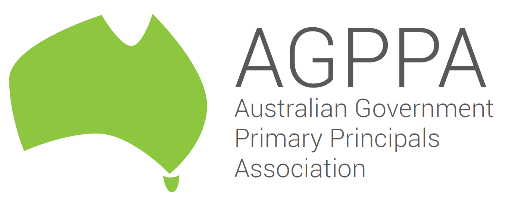 AGPPA
Australian Government
Primary Principals
Association